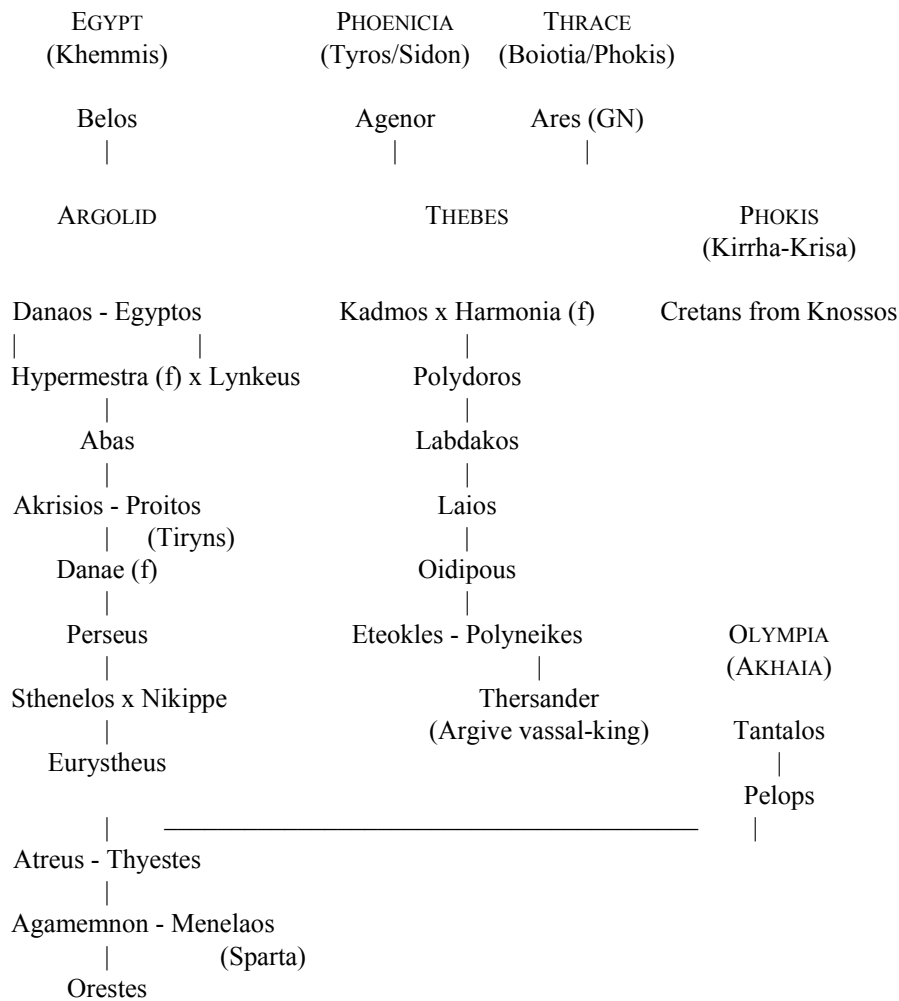 EGYPT PHOENICIA THRACE
(Khemmis) (Tyros/Sidon) (Boiotia/Phokis)
Belos Agenor Ares (GN)
ARGOLID THEBES PHOKIS
(Kirrha-Krisa)
Danaos - Egyptos Kadmos x Harmonia (f) Cretans from Knossos
Hypermestra (f) x Lynkeus Polydoros
Abas Labdakos
Akrisios - Proitos Laios
(Tiryns)
Danae (f) Oidipous
Perseus Eteokles - Polyneikes OLYMPIA
(AKHAIA)
Sthenelos x Nikippe Thersander
(Argive vassal-king) Tantalos
Eurystheus
Pelops
Atreus - Thyestes
Agamemnon - Menelaos
(Sparta)
Orestes